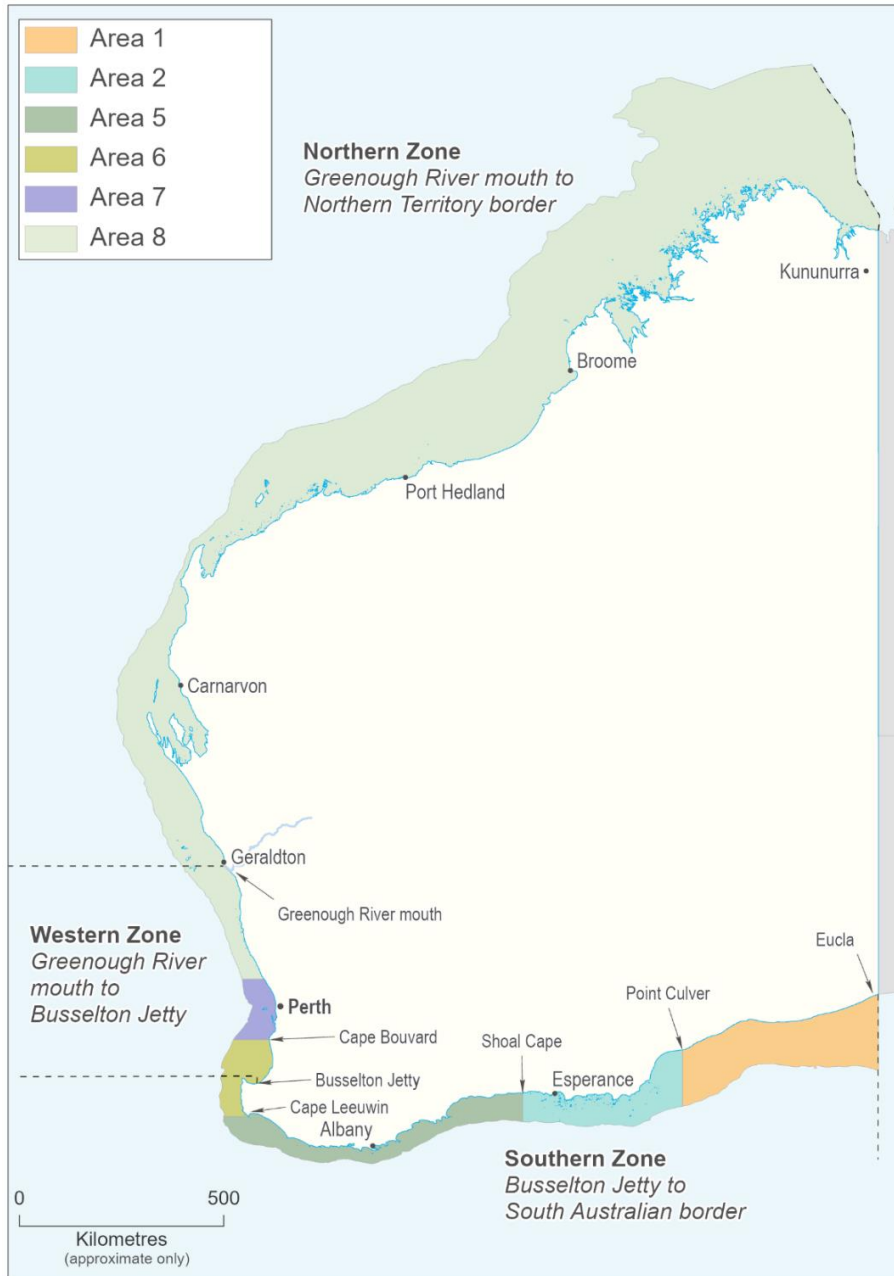 Area 1
Area 2
Area 5
Area 6
Area 7
Area 8
Northern Zone
Greenough River mouth to
Northern Territory border
Kununurra
Broome
Port Hedland
Carnarvon
Geraldton
Greenough River mouth
Western Zone
Greenough River
mouth to
Busselton Jetty
Perth
Cape Bouvard
Busselton Jetty
Cape Leeuwin
Albany
Shoal Cape
Esperance
Point Culver
Eucla
Southern Zone
Busselton Jetty to
South Australian border
0 500
Kilometres
(approximate only)